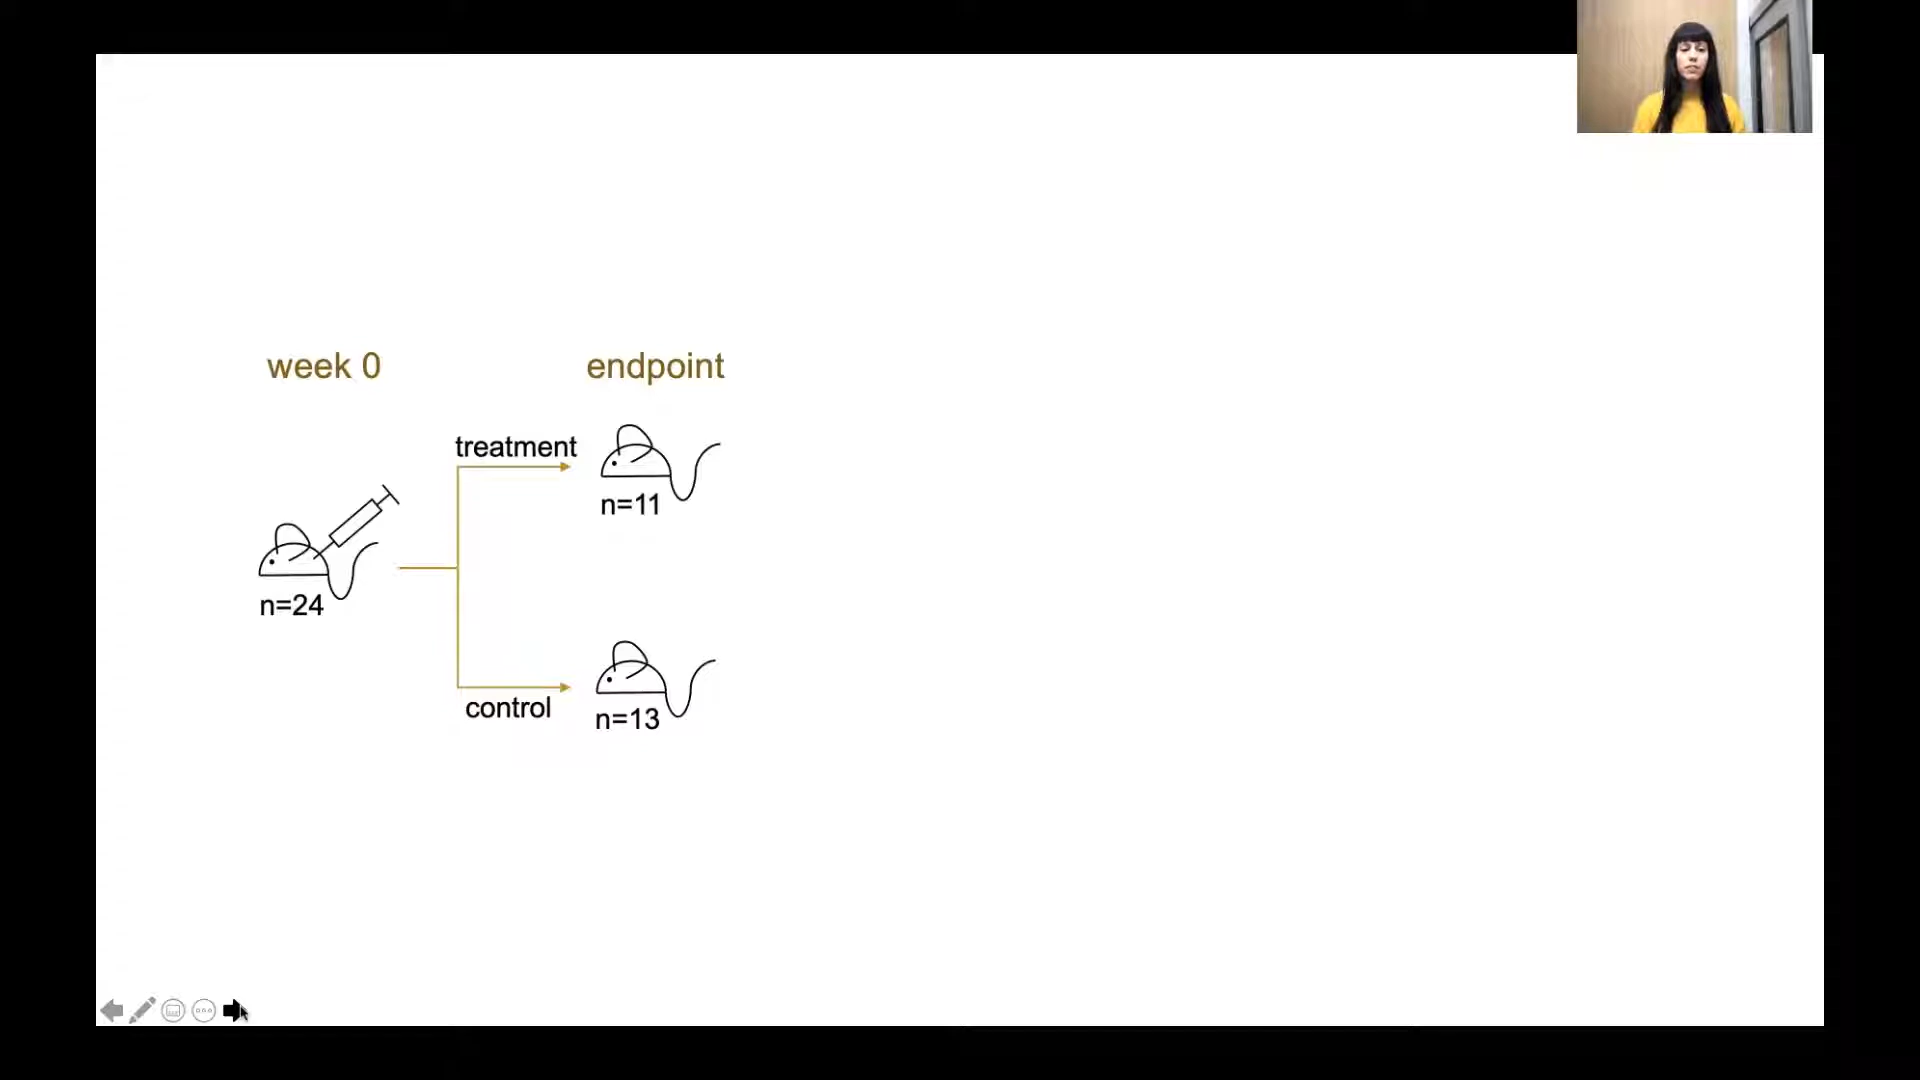 week 0
endpoint
treatment
n=11
n=24
control
n=13